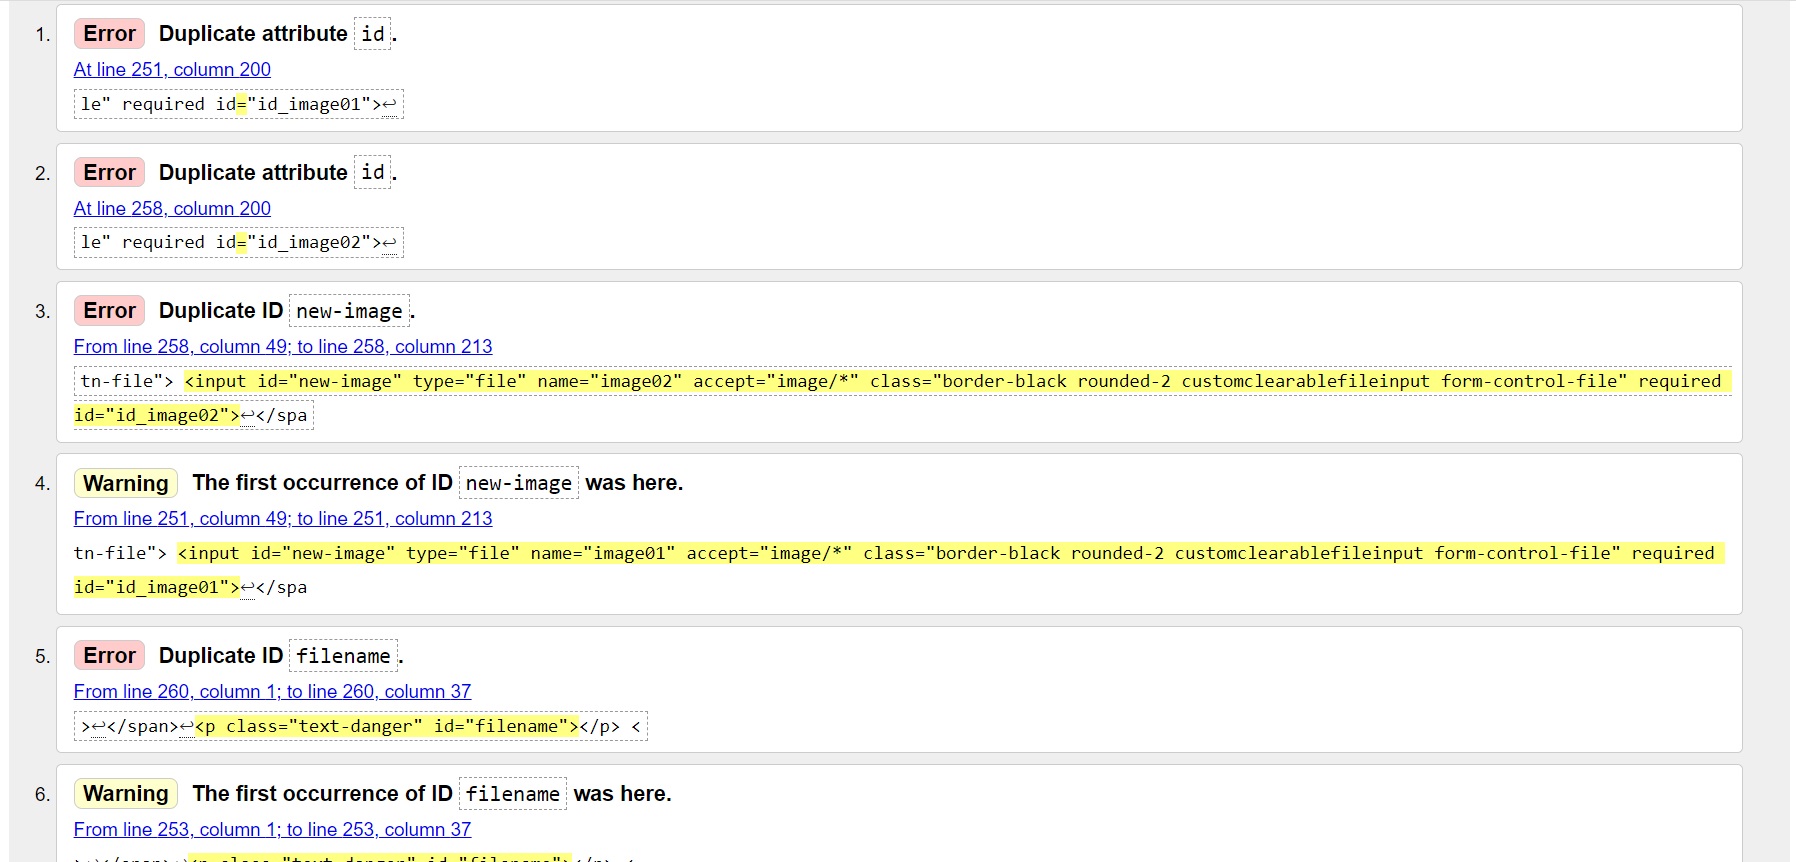 1. Error Duplicate attribute id.
At line 251, column 200
le" required id="id_image01">↩
2. Error Duplicate attribute id.
At line 258, column 200
le" required id="id_image02">↩
3. Error Duplicate ID new-image.
From line 258, column 49; to line 258, column 213
tn-file"> <input id="new-image" type="file" name="image02" accept="image/*" class="border-black rounded-2 customclearablefileinput form-control-file" required
id="id_image02">↩</spa
4. Warning The first occurrence of ID new-image was here.
From line 251, column 49; to line 251, column 213
tn-file"> <input id="new-image" type="file" name="image01" accept="image/*" class="border-black rounded-2 customclearablefileinput form-control-file" required
id="id_image01">↩</spa
5. Error Duplicate ID filename.
From line 260, column 1; to line 260, column 37
>↩</span>↩<p class="text-danger" id="filename"></p> <
6. Warning The first occurrence of ID filename was here.
From line 253, column 1; to line 253, column 37